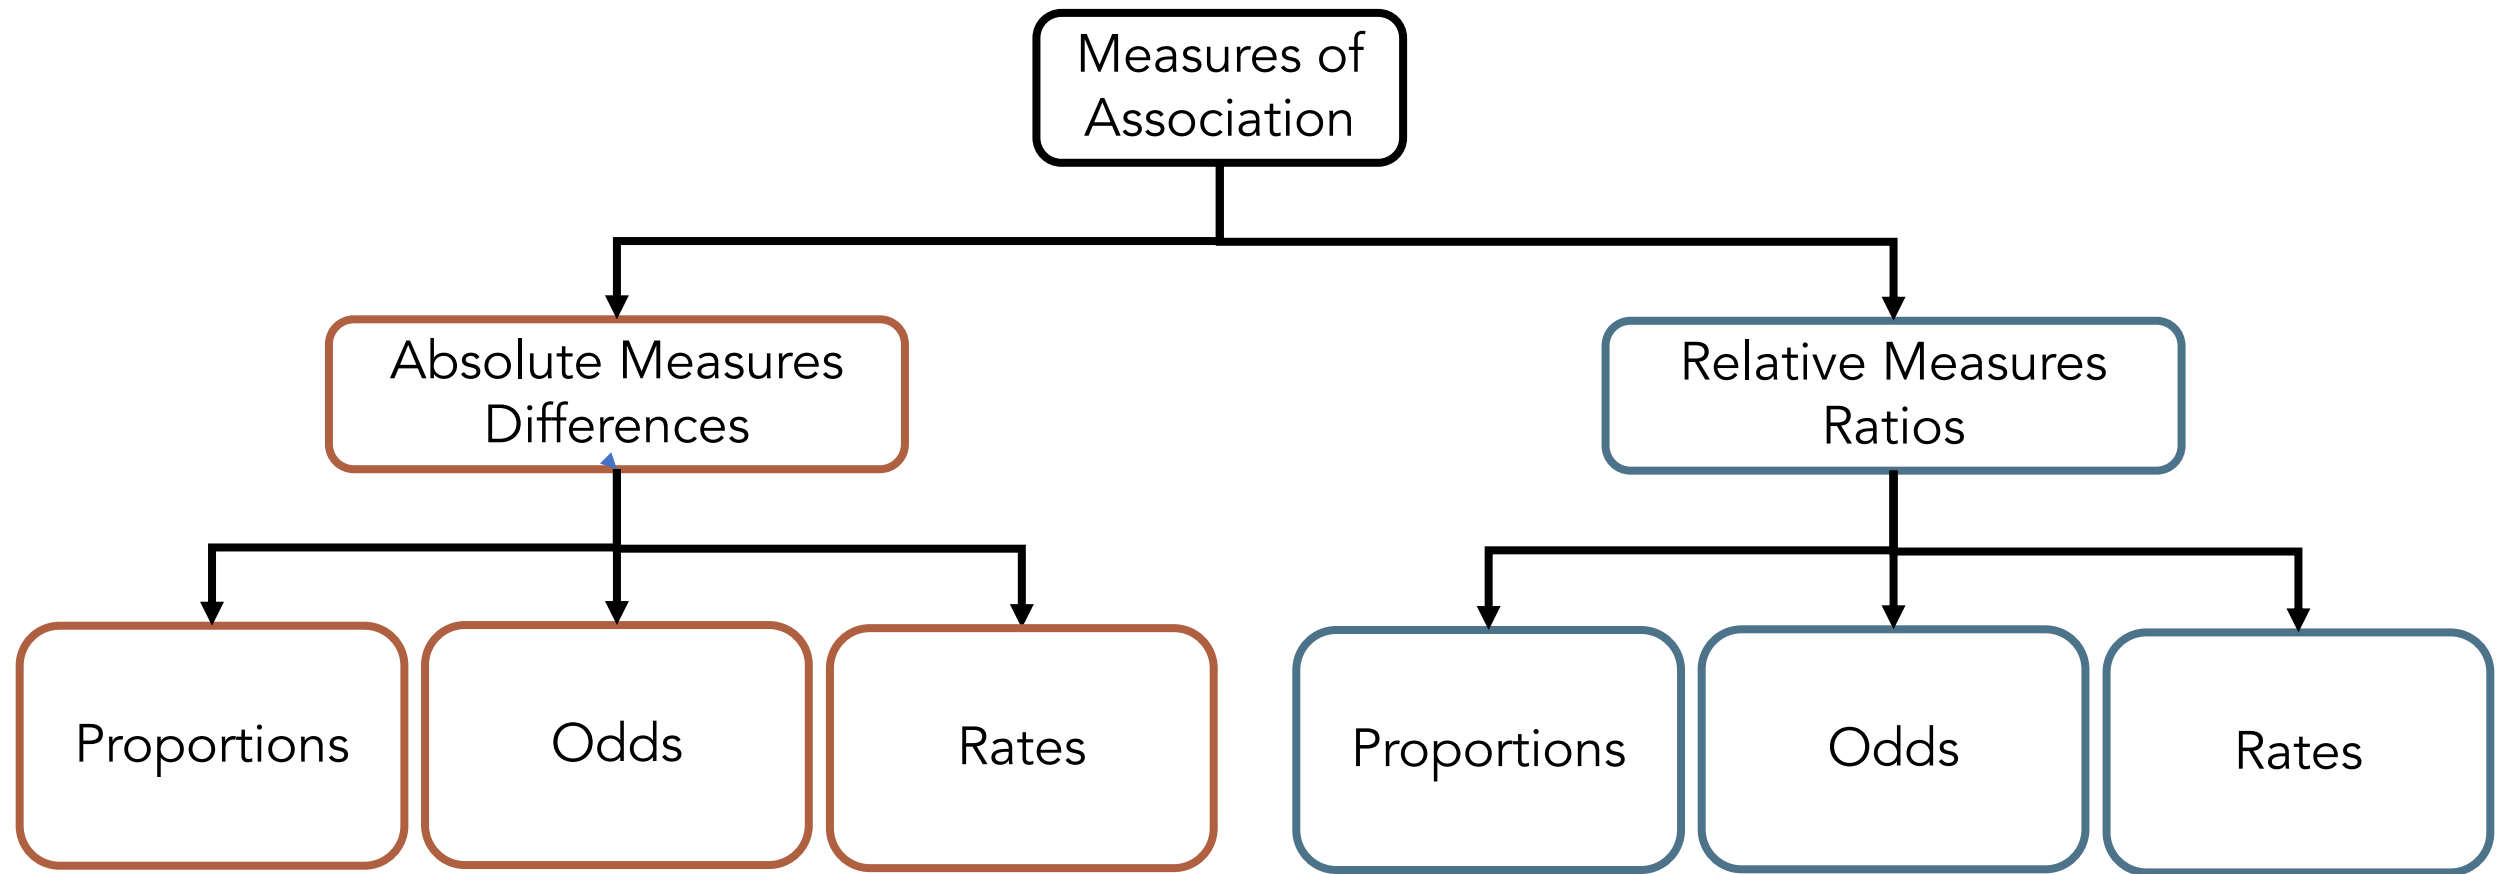 Measures of
Association
Absolute Measures
Differences
Relative Measures
Ratios
Proportions
Odds
Rates
Proportions
Odds
Rates